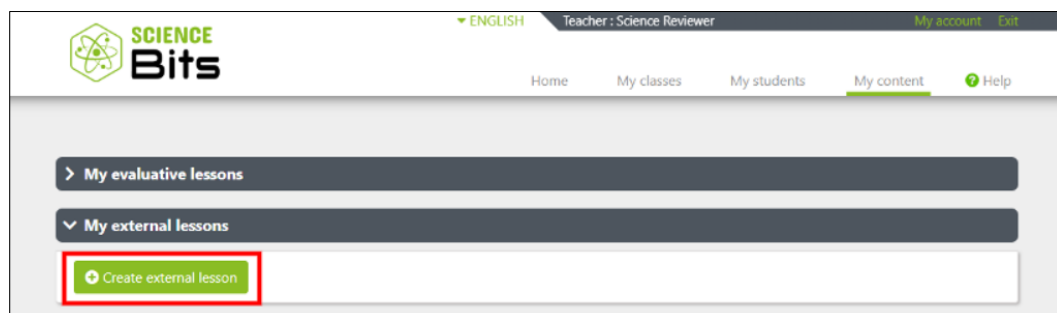 SCIENCE
Bits
ENGLISH Teacher : Science Reviewer My account Exit
Home My classes My students My content ? Help
My evaluative lessons
My external lessons
Create external lesson